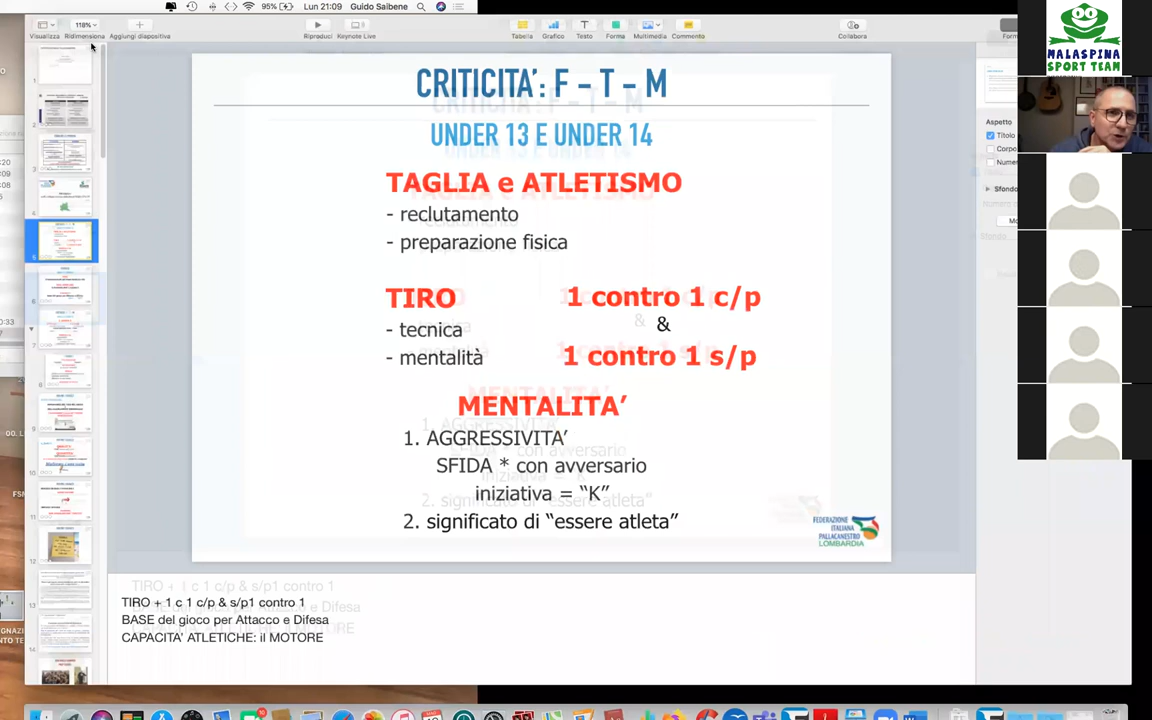 95%
Lun 21:09
Guido Saibene
118%
Visualizza
Ridimensiona
Aggiungi diapositiva
Riproduci
Keynote Live
Tabella
Grafico
Testo
Forma
Multimedia
Commento
Collabora
MALASPINA
SPORT TEAM
CRITICITA’: F – T – M
UNDER 13 E UNDER 14
TAGLIA e ATLETISMO
- reclutamento
- preparazione fisica
TIRO
1 contro 1 c/p
- tecnica
&
- mentalità
1 contro 1 s/p
MENTALITA’
1. AGGRESSIVITA’
SFIDA * con avversario
iniziativa = “K”
2. significato di “essere atleta”
FEDERAZIONE
ITALIANA
PALLACANESTRO
LOMBARDIA
Aspetto
Titolo
Corpo
Numer
Sfondo
TIRO + 1 c 1 c/p & s/p1 contro 1
BASE del gioco per Attacco e Difesa
CAPACITA’ ATLETICHE: il MOTORE